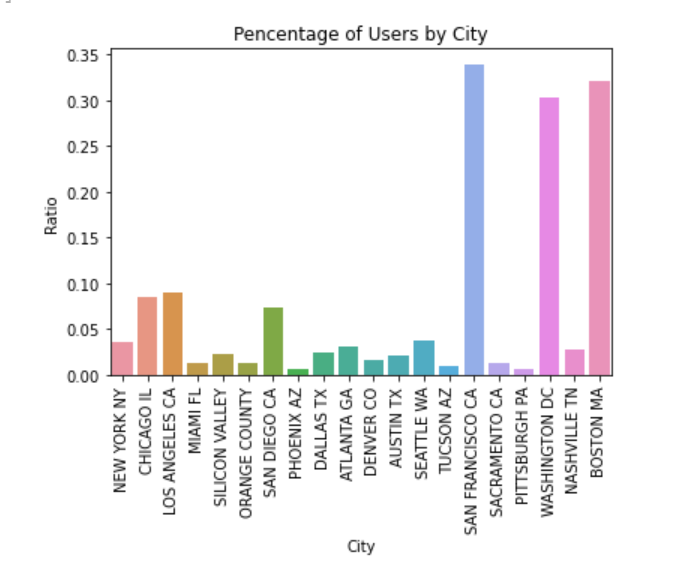 Pencentage of Users by City
0.35
0.30
0.25
0.20
0.15
0.10
0.05
0.00
Ratio
NEW YORK NY
CHICAGO IL
LOS ANGELES CA
MIAMI FL
SILICON VALLEY
ORANGE COUNTY
SAN DIEGO CA
PHOENIX AZ
DALLAS TX
ATLANTA GA
DENVER CO
AUSTIN TX
SEATTLE WA
TUCSON AZ
SAN FRANCISCO CA
SACRAMENTO CA
PITTSBURGH PA
WASHINGTON DC
NASHVILLE TN
BOSTON MA
City